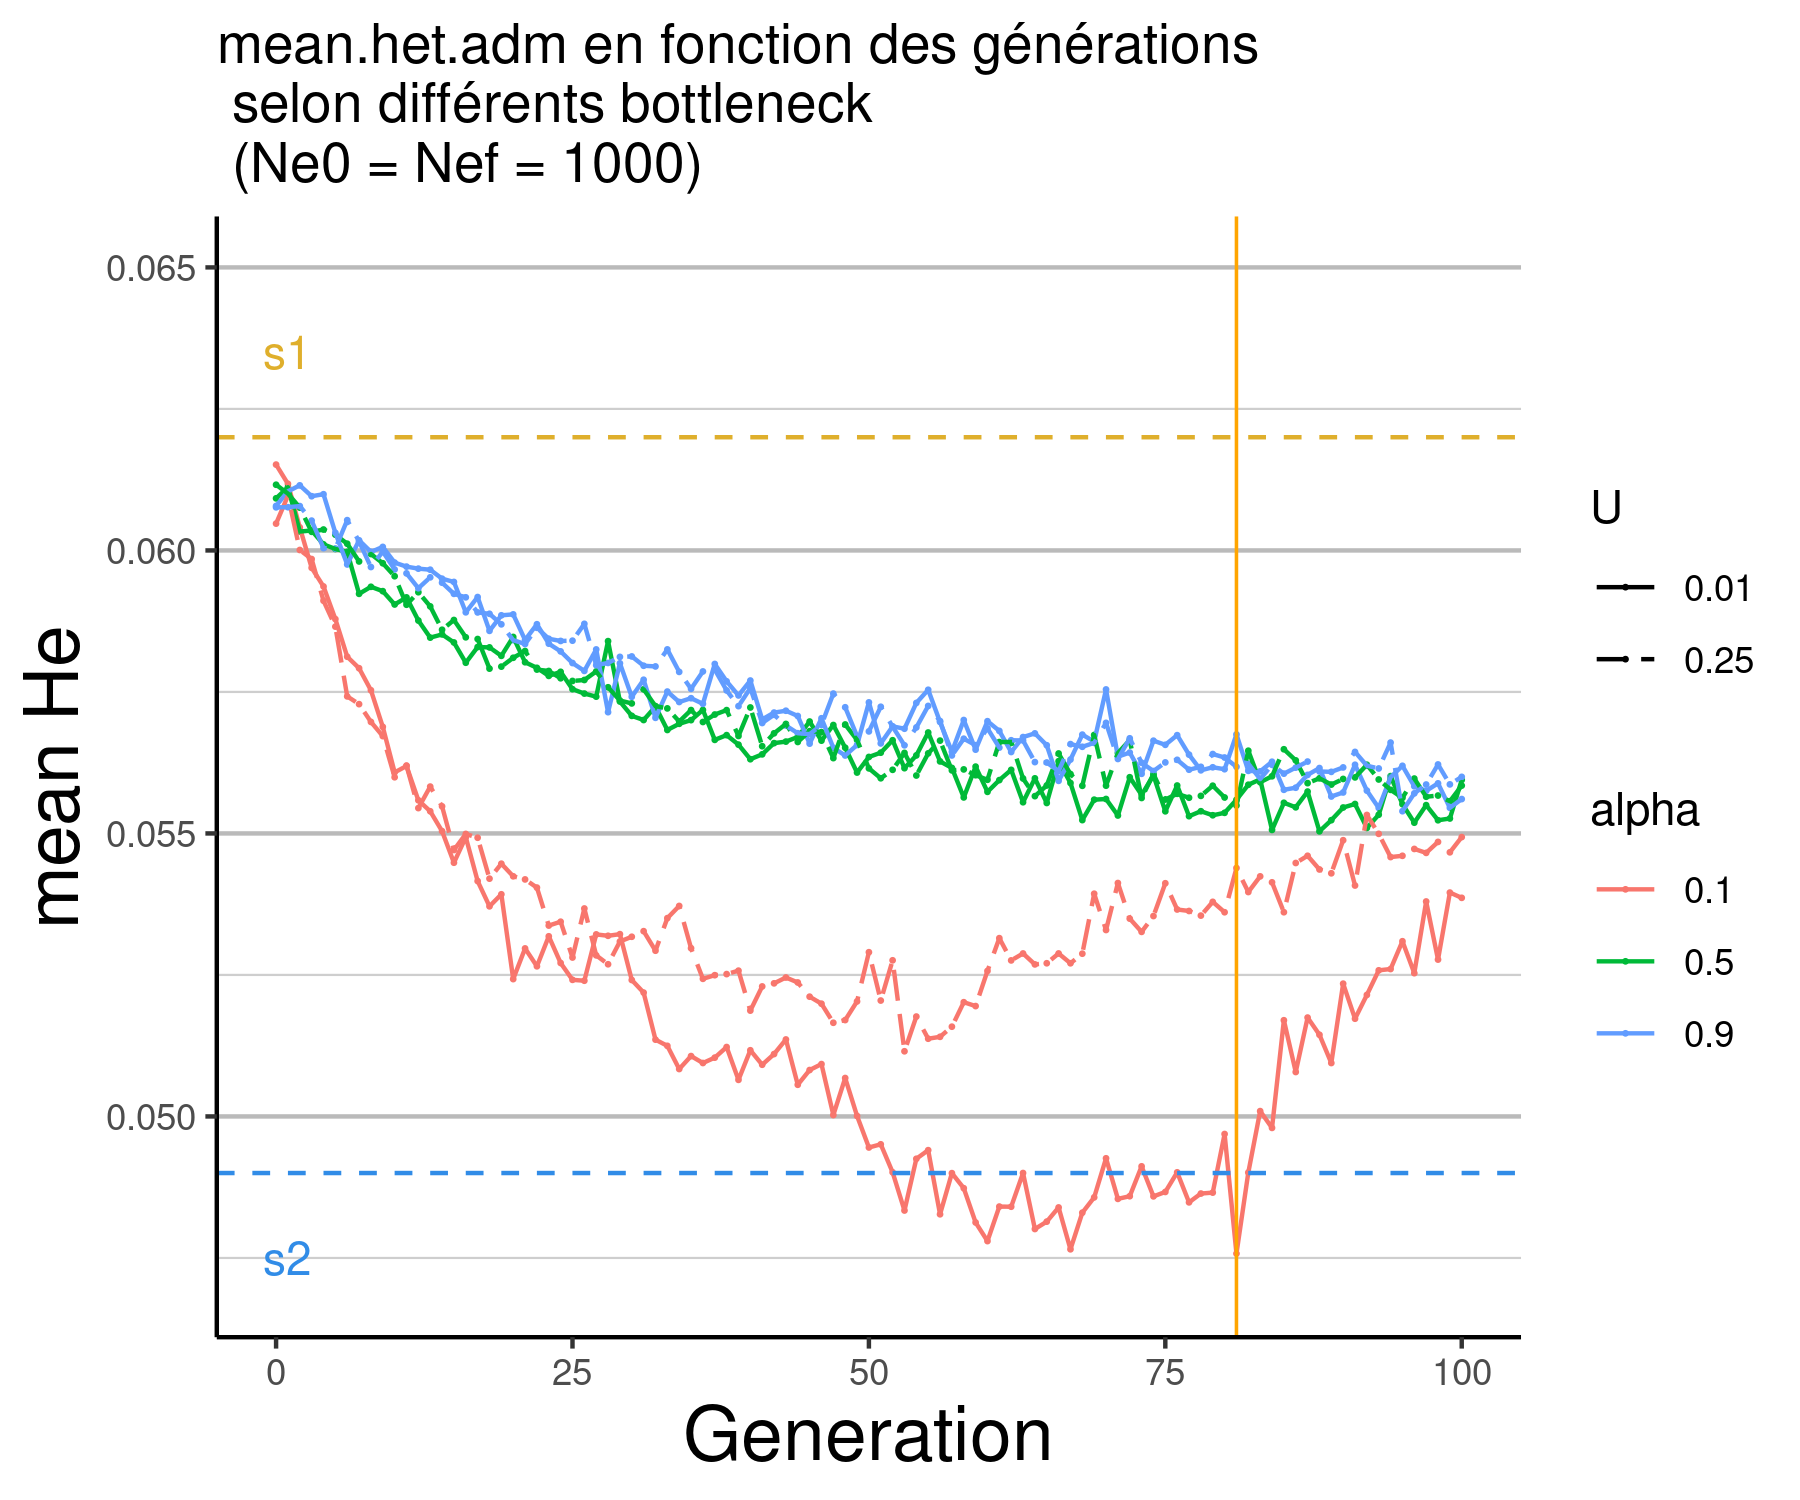 mean.het.adm en fonction des générations
selon différents bottleneck
(Ne0 = Nef = 1000)
mean He
0.065
0.060
0.055
0.050
s1
s2
0
25
50
75
100
Generation
U
0.01
0.25
alpha
0.1
0.5
0.9